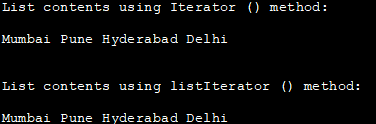 List contents using Iterator () method:
Mumbai Pune Hyderabad Delhi
List contents using listIterator () method:
Mumbai Pune Hyderabad Delhi